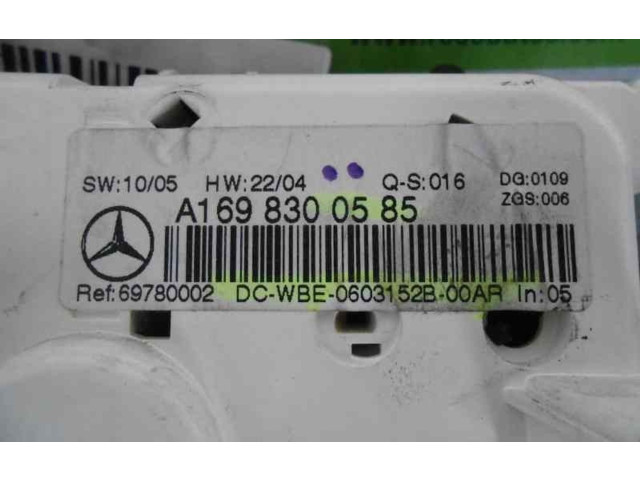 SW:10/05 HW:22/04 Q-S:016 DG:0109
ZGS:006
A169 830 05 85
Ref:69780002 DC-WBE-0603152B-00AR In:05